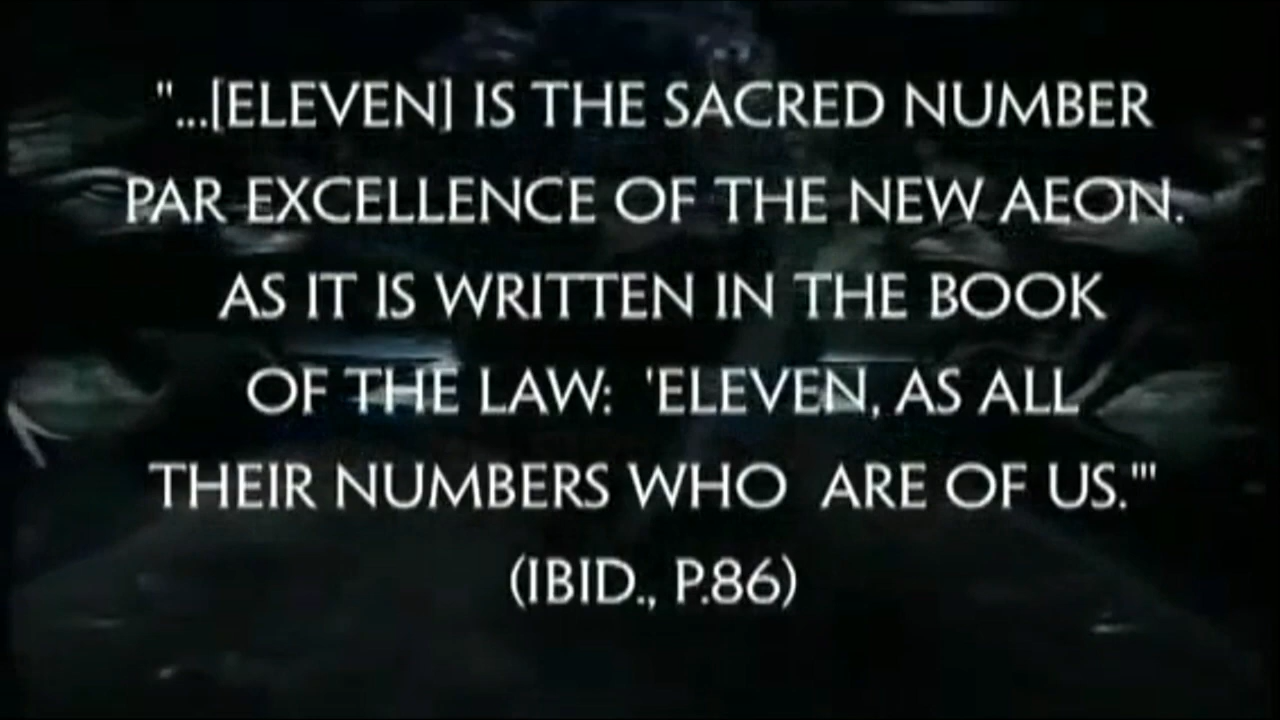 "...[ELEVEN] IS THE SACRED NUMBER
PAR EXCELLENCE OF THE NEW AEON.
AS IT IS WRITTEN IN THE BOOK
OF THE LAW: 'ELEVEN, AS ALL
THEIR NUMBERS WHO ARE OF US.'"
(IBID., P.86)